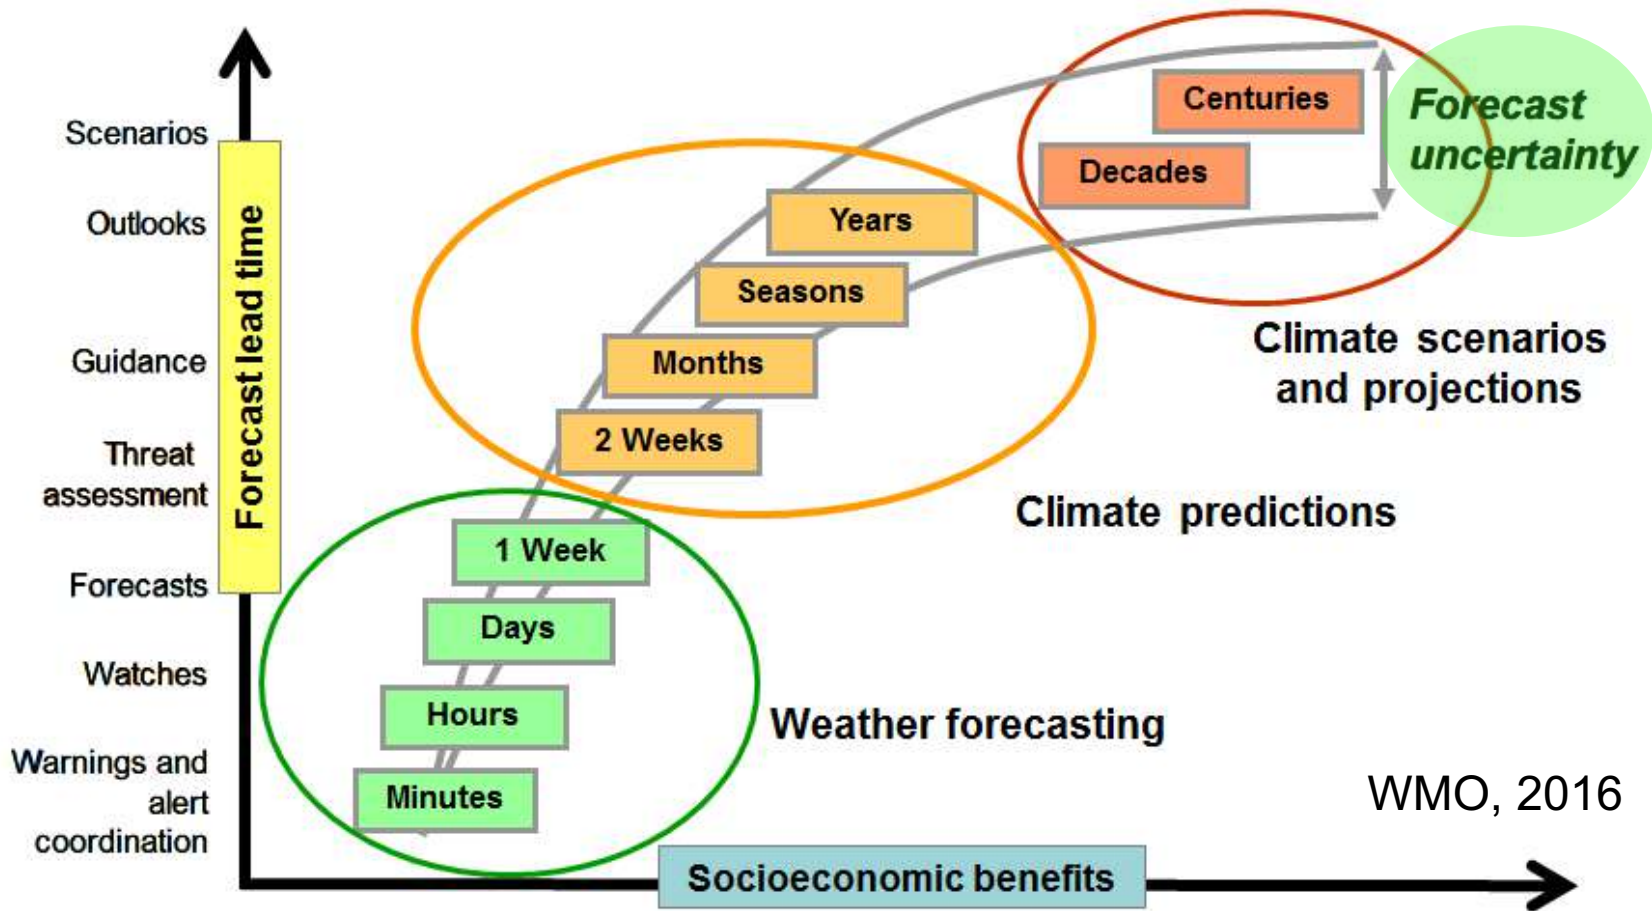 Scenarios
Outlooks
Guidance
Threat
assessment
Forecasts
Watches
Warnings and
alert
coordination
Forecast lead time
Centuries
Decades
Forecast
uncertainty
Years
Seasons
Months
2 Weeks
Climate scenarios
and projections
Climate predictions
1 Week
Days
Hours
Minutes
Weather forecasting
WMO, 2016
Socioeconomic benefits